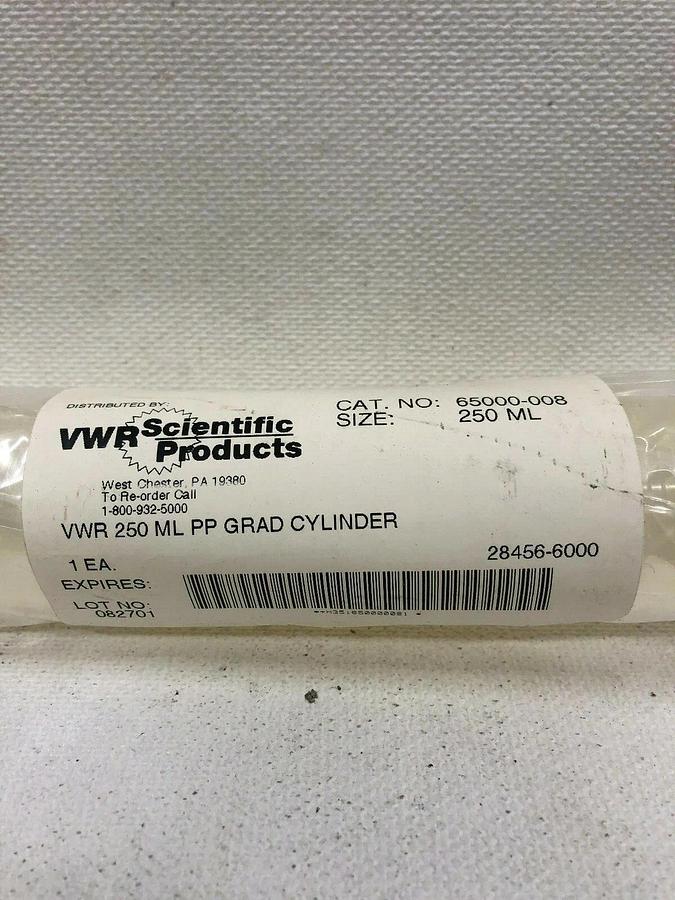 DISTRIBUTED BY:
VWR Scientific
Products
West Chester, PA 19380
To Re-order Call
1-800-932-5000
CAT. NO: 65000-008
SIZE: 250 ML
VWR 250 ML PP GRAD CYLINDER
28456-6000
1 EA.
EXPIRES:
LOT NO:
082701